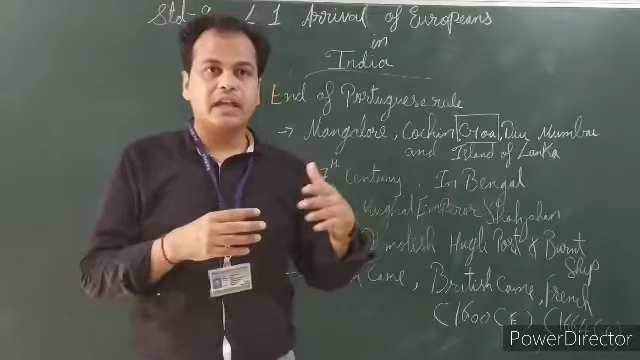 Std- L 1 Arrival of Europeans
in
India
End of Portuguese rule
→ Mangalore, Cochin, Goa, Diu, Mumbai
and Island of Lanka
7th Century, In Bengal
Mughal Emperor Shahjahan
Demolish Hugli Port & Burnt
Ship
Came, British came, French
(1600 CE) (1664 C
PowerDirector